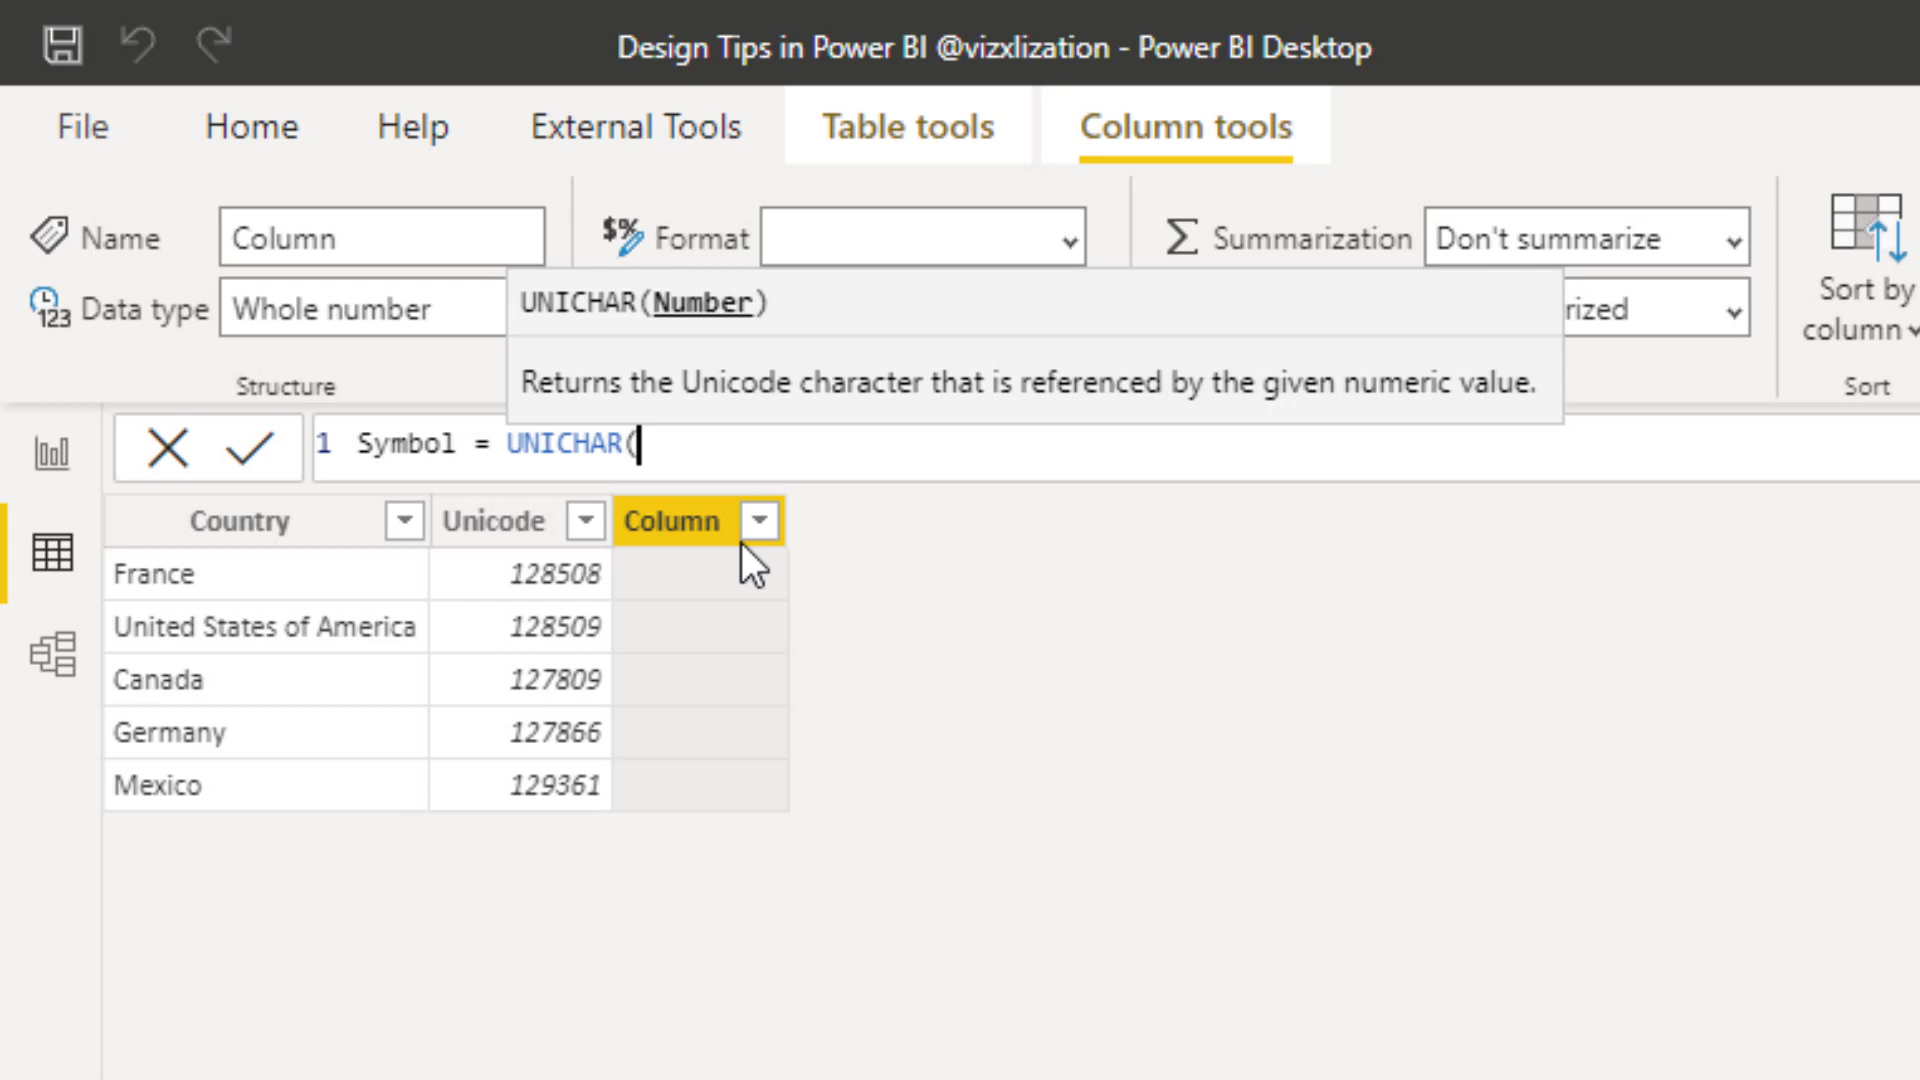 Design Tips in Power BI @vizxlization - Power BI Desktop
File Home Help External Tools Table tools Column tools
Name Column $% Format Summarization Don't summarize
123 Data type Whole number UNICHAR(Number) rized
Sort by
column
Returns the Unicode character that is referenced by the given numeric value.
Structure Sort
1 Symbol = UNICHAR(
Country Unicode Column
France 128508
United States of America 128509
Canada 127809
Germany 127866
Mexico 129361